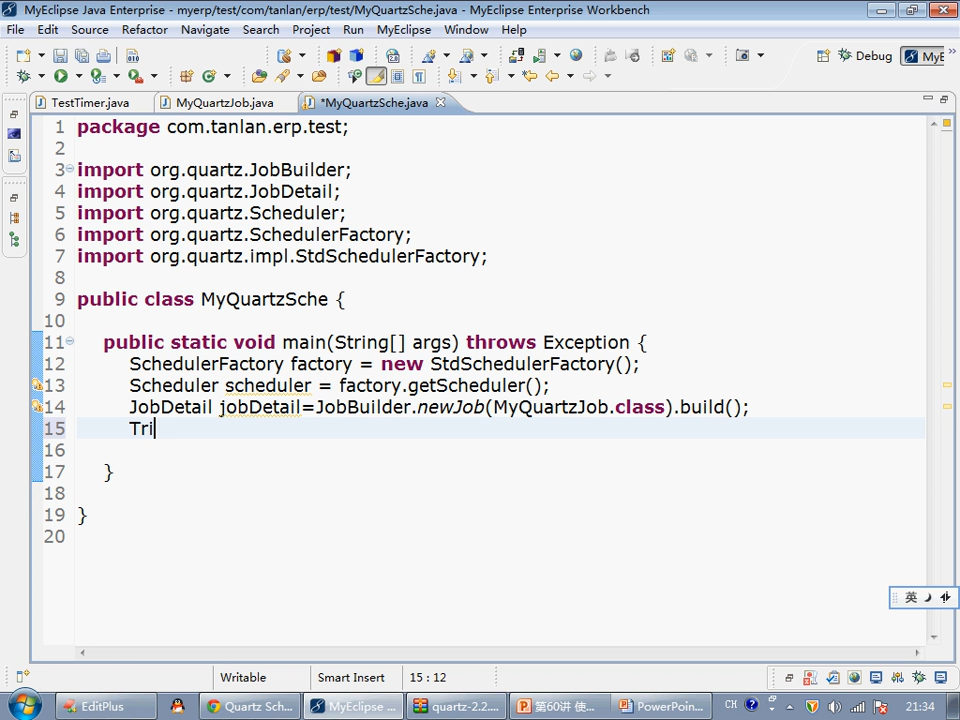 MyEclipse Java Enterprise - myerp/test/com/tanlan/erp/test/MyQuartzSche.java - MyEclipse Enterprise Workbench
File Edit Source Refactor Navigate Search Project Run MyEclipse Window Help
Debug MyE
TestTimer.java MyQuartzJob.java *MyQuartzSche.java
1 package com.tanlan.erp.test;
2
3 import org.quartz.JobBuilder;
4 import org.quartz.JobDetail;
5 import org.quartz.Scheduler;
6 import org.quartz.SchedulerFactory;
7 import org.quartz.impl.StdSchedulerFactory;
8
9 public class MyQuartzSche {
10
11 public static void main(String[] args) throws Exception {
12 SchedulerFactory factory = new StdSchedulerFactory();
13 Scheduler scheduler = factory.getScheduler();
14 JobDetail jobDetail=JobBuilder.newJob(MyQuartzJob.class).build();
15 Tri
16
17 }
18
19 }
20
英
Writable Smart Insert 15 : 12
EditPlus Quartz Sch... MyEclipse ... quartz-2.2.... 第60讲 使... PowerPoin... CH 21:34